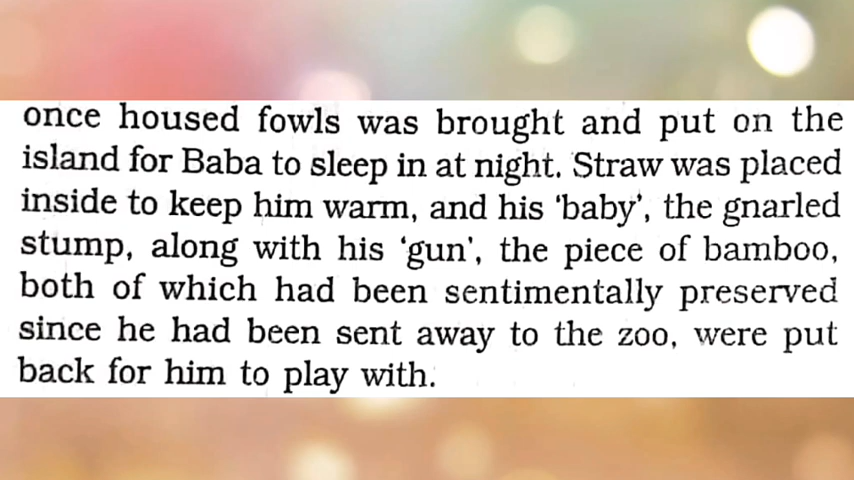 once housed fowls was brought and put on the
island for Baba to sleep in at night. Straw was placed
inside to keep him warm, and his ‘baby’, the gnarled
stump, along with his ‘gun’, the piece of bamboo,
both of which had been sentimentally preserved
since he had been sent away to the zoo, were put
back for him to play with.